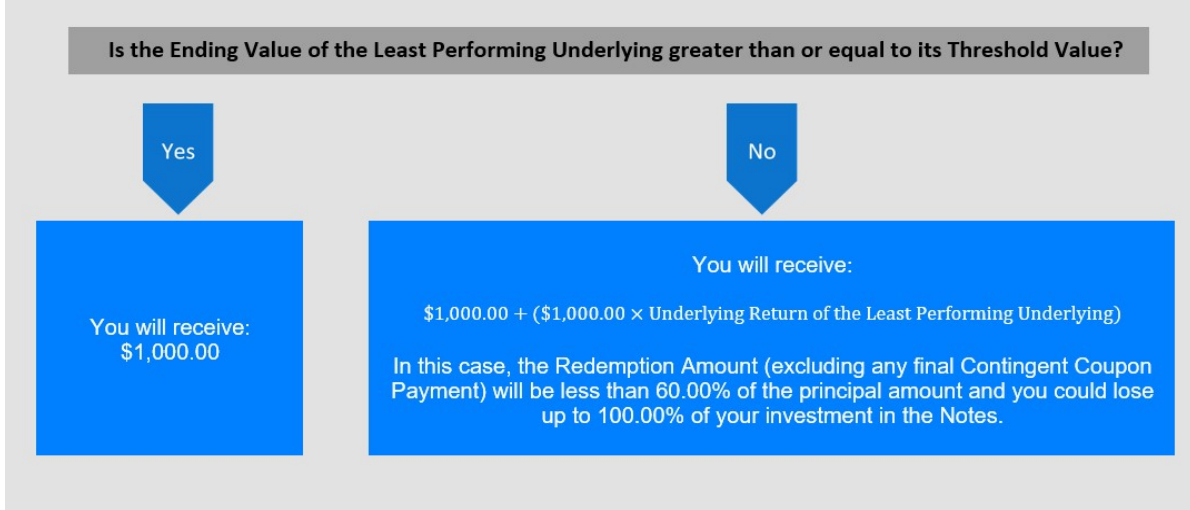 Is the Ending Value of the Least Performing Underlying greater than or equal to its Threshold Value?
Yes
No
You will receive:
$1,000.00
You will receive:
$1,000.00 + ($1,000.00 × Underlying Return of the Least Performing Underlying)
In this case, the Redemption Amount (excluding any final Contingent Coupon
Payment) will be less than 60.00% of the principal amount and you could lose
up to 100.00% of your investment in the Notes.